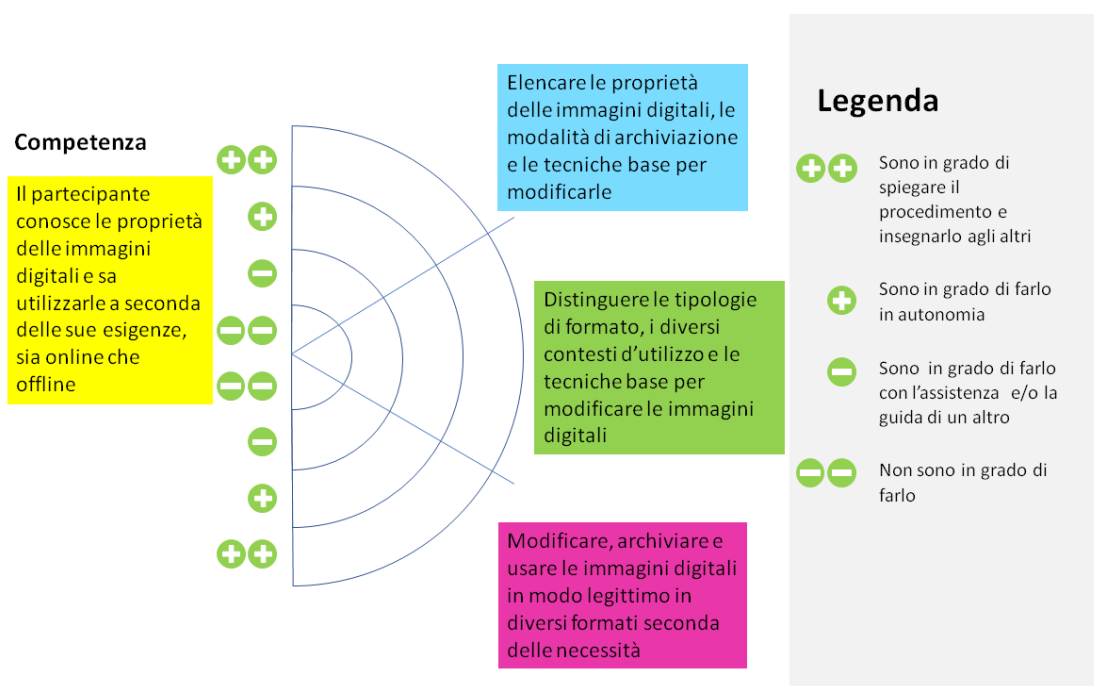 Competenza
Il partecipante
conosce le proprietà
delle immagini
digitali e sa
utilizzarle a seconda
delle sue esigenze,
sia online che
offline
Elencare le proprietà
delle immagini digitali, le
modalità di archiviazione
e le tecniche base per
modificarle
Distinguere le tipologie
di formato, i diversi
contesti d’utilizzo e le
tecniche base per
modificare le immagini
digitali
Modificare, archiviare e
usare le immagini digitali
in modo legittimo in
diversi formati seconda
delle necessità
Legenda
Sono in grado di
spiegare il
procedimento e
insegnarlo agli altri
Sono in grado di farlo
in autonomia
Sono in grado di farlo
con l’assistenza e/o la
guida di un altro
Non sono in grado di
farlo